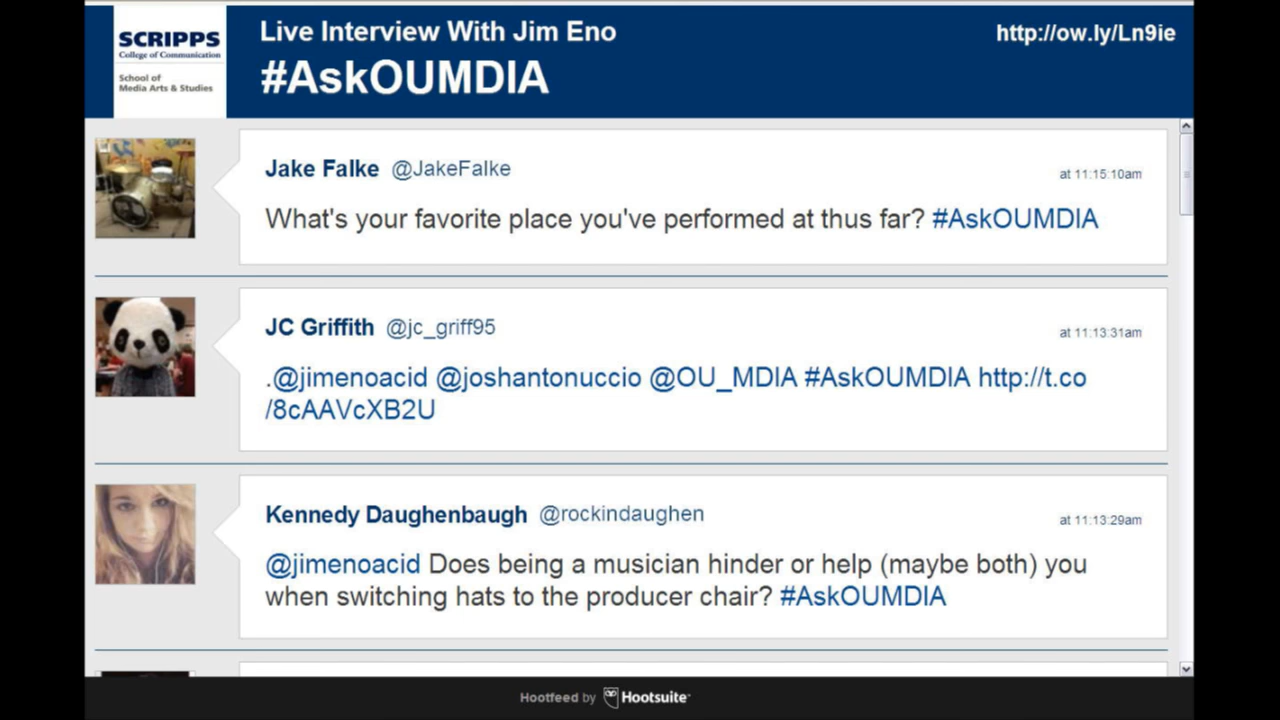 SCRIPPS
College of Communication
School of
Media Arts & Studies
Live Interview With Jim Eno
#AskOUMDIA
http://ow.ly/Ln9ie
Jake Falke @JakeFalke
at 11:15:10am
What's your favorite place you've performed at thus far? #AskOUMDIA
JC Griffith @jc_griff95
at 11:13:31am
.@jimenoacid @joshantonuccio @OU_MDIA #AskOUMDIA http://t.co
/8cAAVcXB2U
Kennedy Daughenbaugh @rockindaughen
at 11:13:29am
@jimenoacid Does being a musician hinder or help (maybe both) you
when switching hats to the producer chair? #AskOUMDIA
Hootfeed by Hootsuite